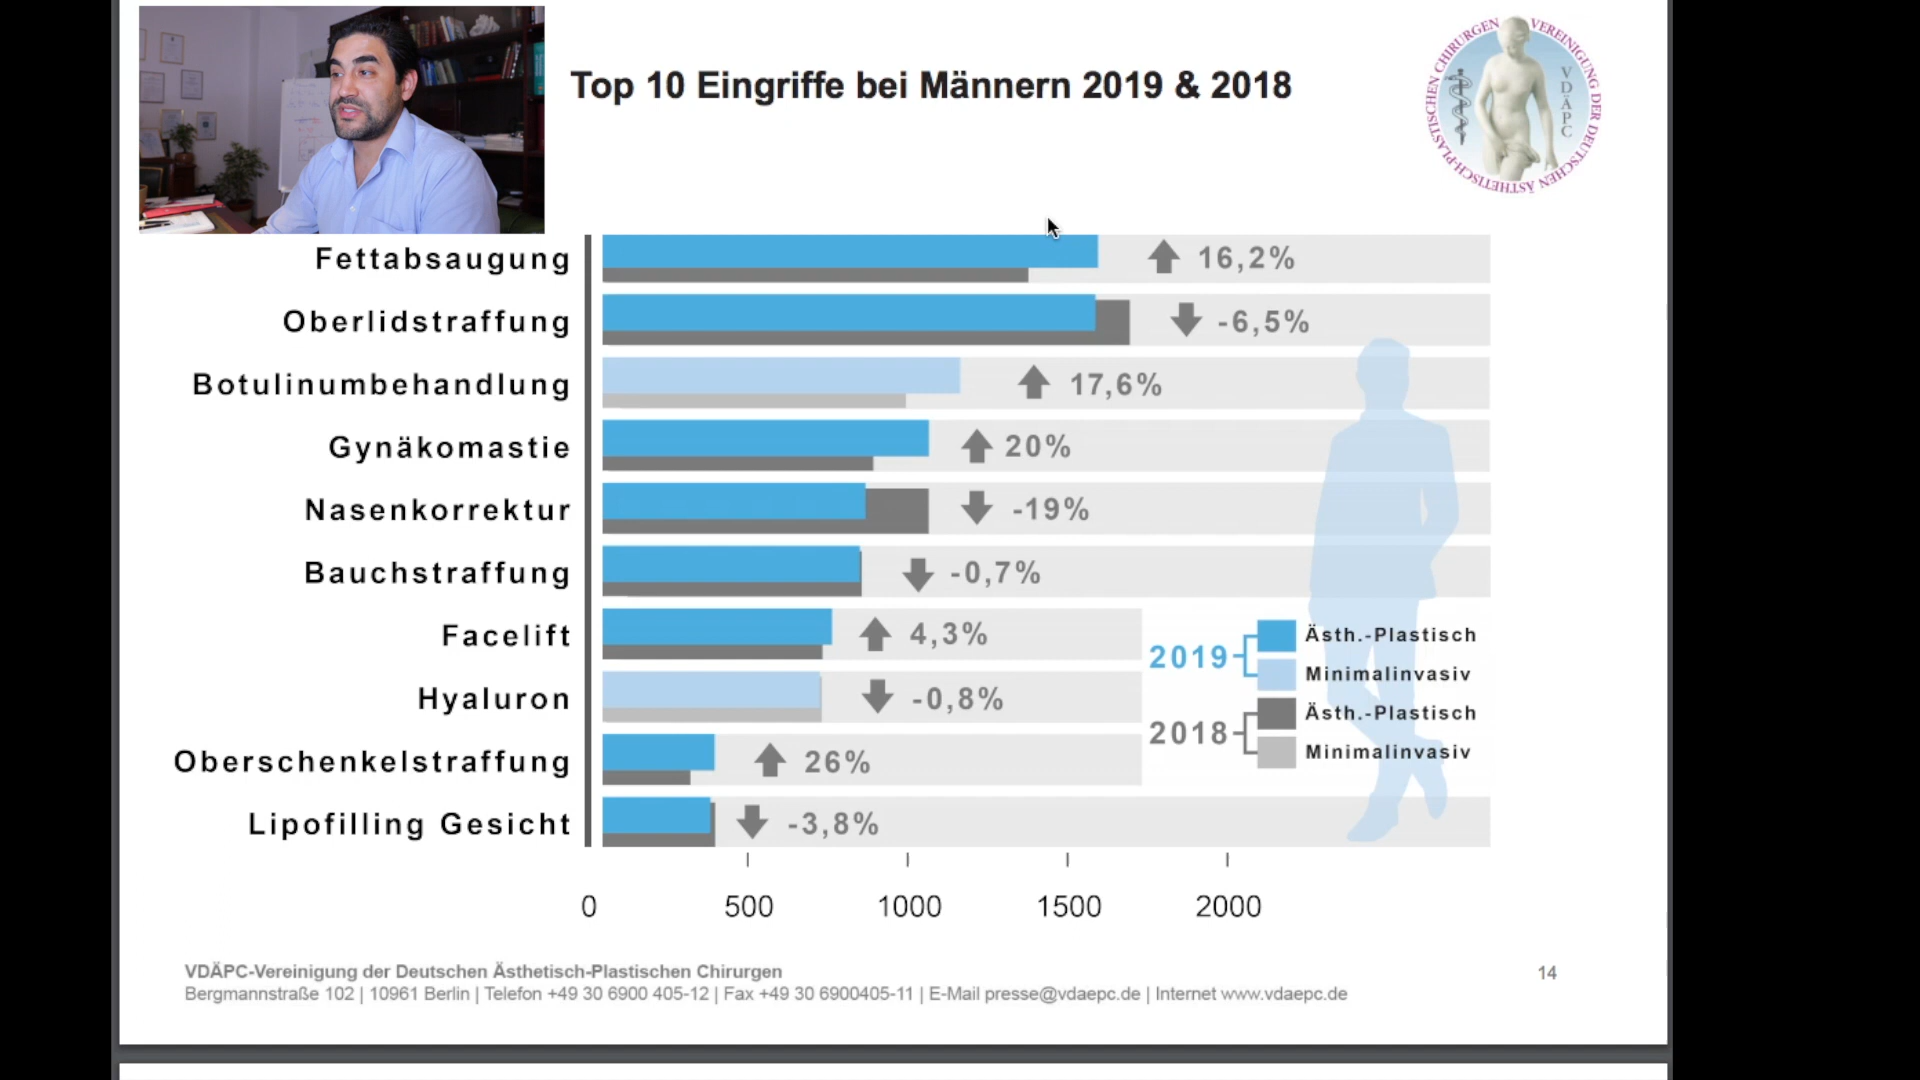 Top 10 Eingriffe bei Männern 2019 & 2018
VEREINIGUNG DER DEUTSCHEN ÄSTHETISCH-PLASTISCHEN CHIRURGEN
VDÄPC
Fettabsaugung 16,2%
Oberlidstraffung -6,5%
Botulinumbehandlung 17,6%
Gynäkomastie 20%
Nasenkorrektur -19%
Bauchstraffung -0,7%
Facelift 4,3%
Hyaluron -0,8%
Oberschenkelstraffung 26%
Lipofilling Gesicht -3,8%
2019
Ästh.-Plastisch
Minimalinvasiv
2018
Ästh.-Plastisch
Minimalinvasiv
0 500 1000 1500 2000
VDÄPC-Vereinigung der Deutschen Ästhetisch-Plastischen Chirurgen
14
Bergmannstraße 102 | 10961 Berlin | Telefon +49 30 6900 405-12 | Fax +49 30 6900405-11 | E-Mail presse@vdaepc.de | Internet www.vdaepc.de